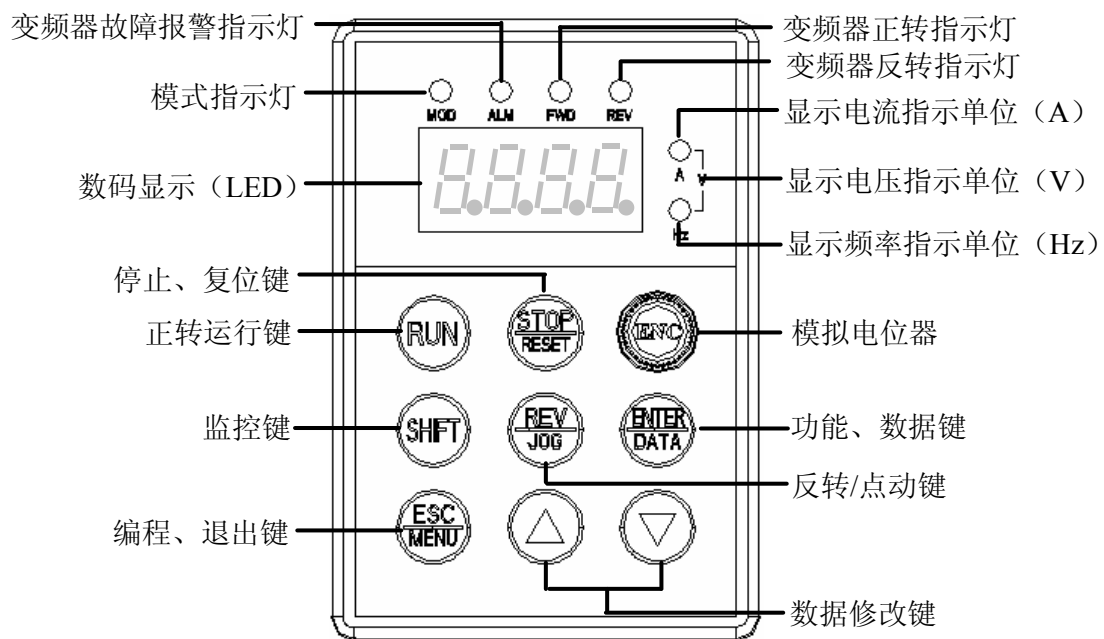 变频器故障报警指示灯
变频器正转指示灯
变频器反转指示灯
模式指示灯
显示电流指示单位（A）
MOD ALM FWD REV
数码显示（LED）
8.8.8.8.
A
V
Hz
显示电压指示单位（V）
显示频率指示单位（Hz）
停止、复位键
正转运行键
RUN
STOP
RESET
ENC
模拟电位器
监控键
SHIFT
REV
JOG
ENTER
DATA
功能、数据键
反转/点动键
编程、退出键
ESC
MENU
数据修改键